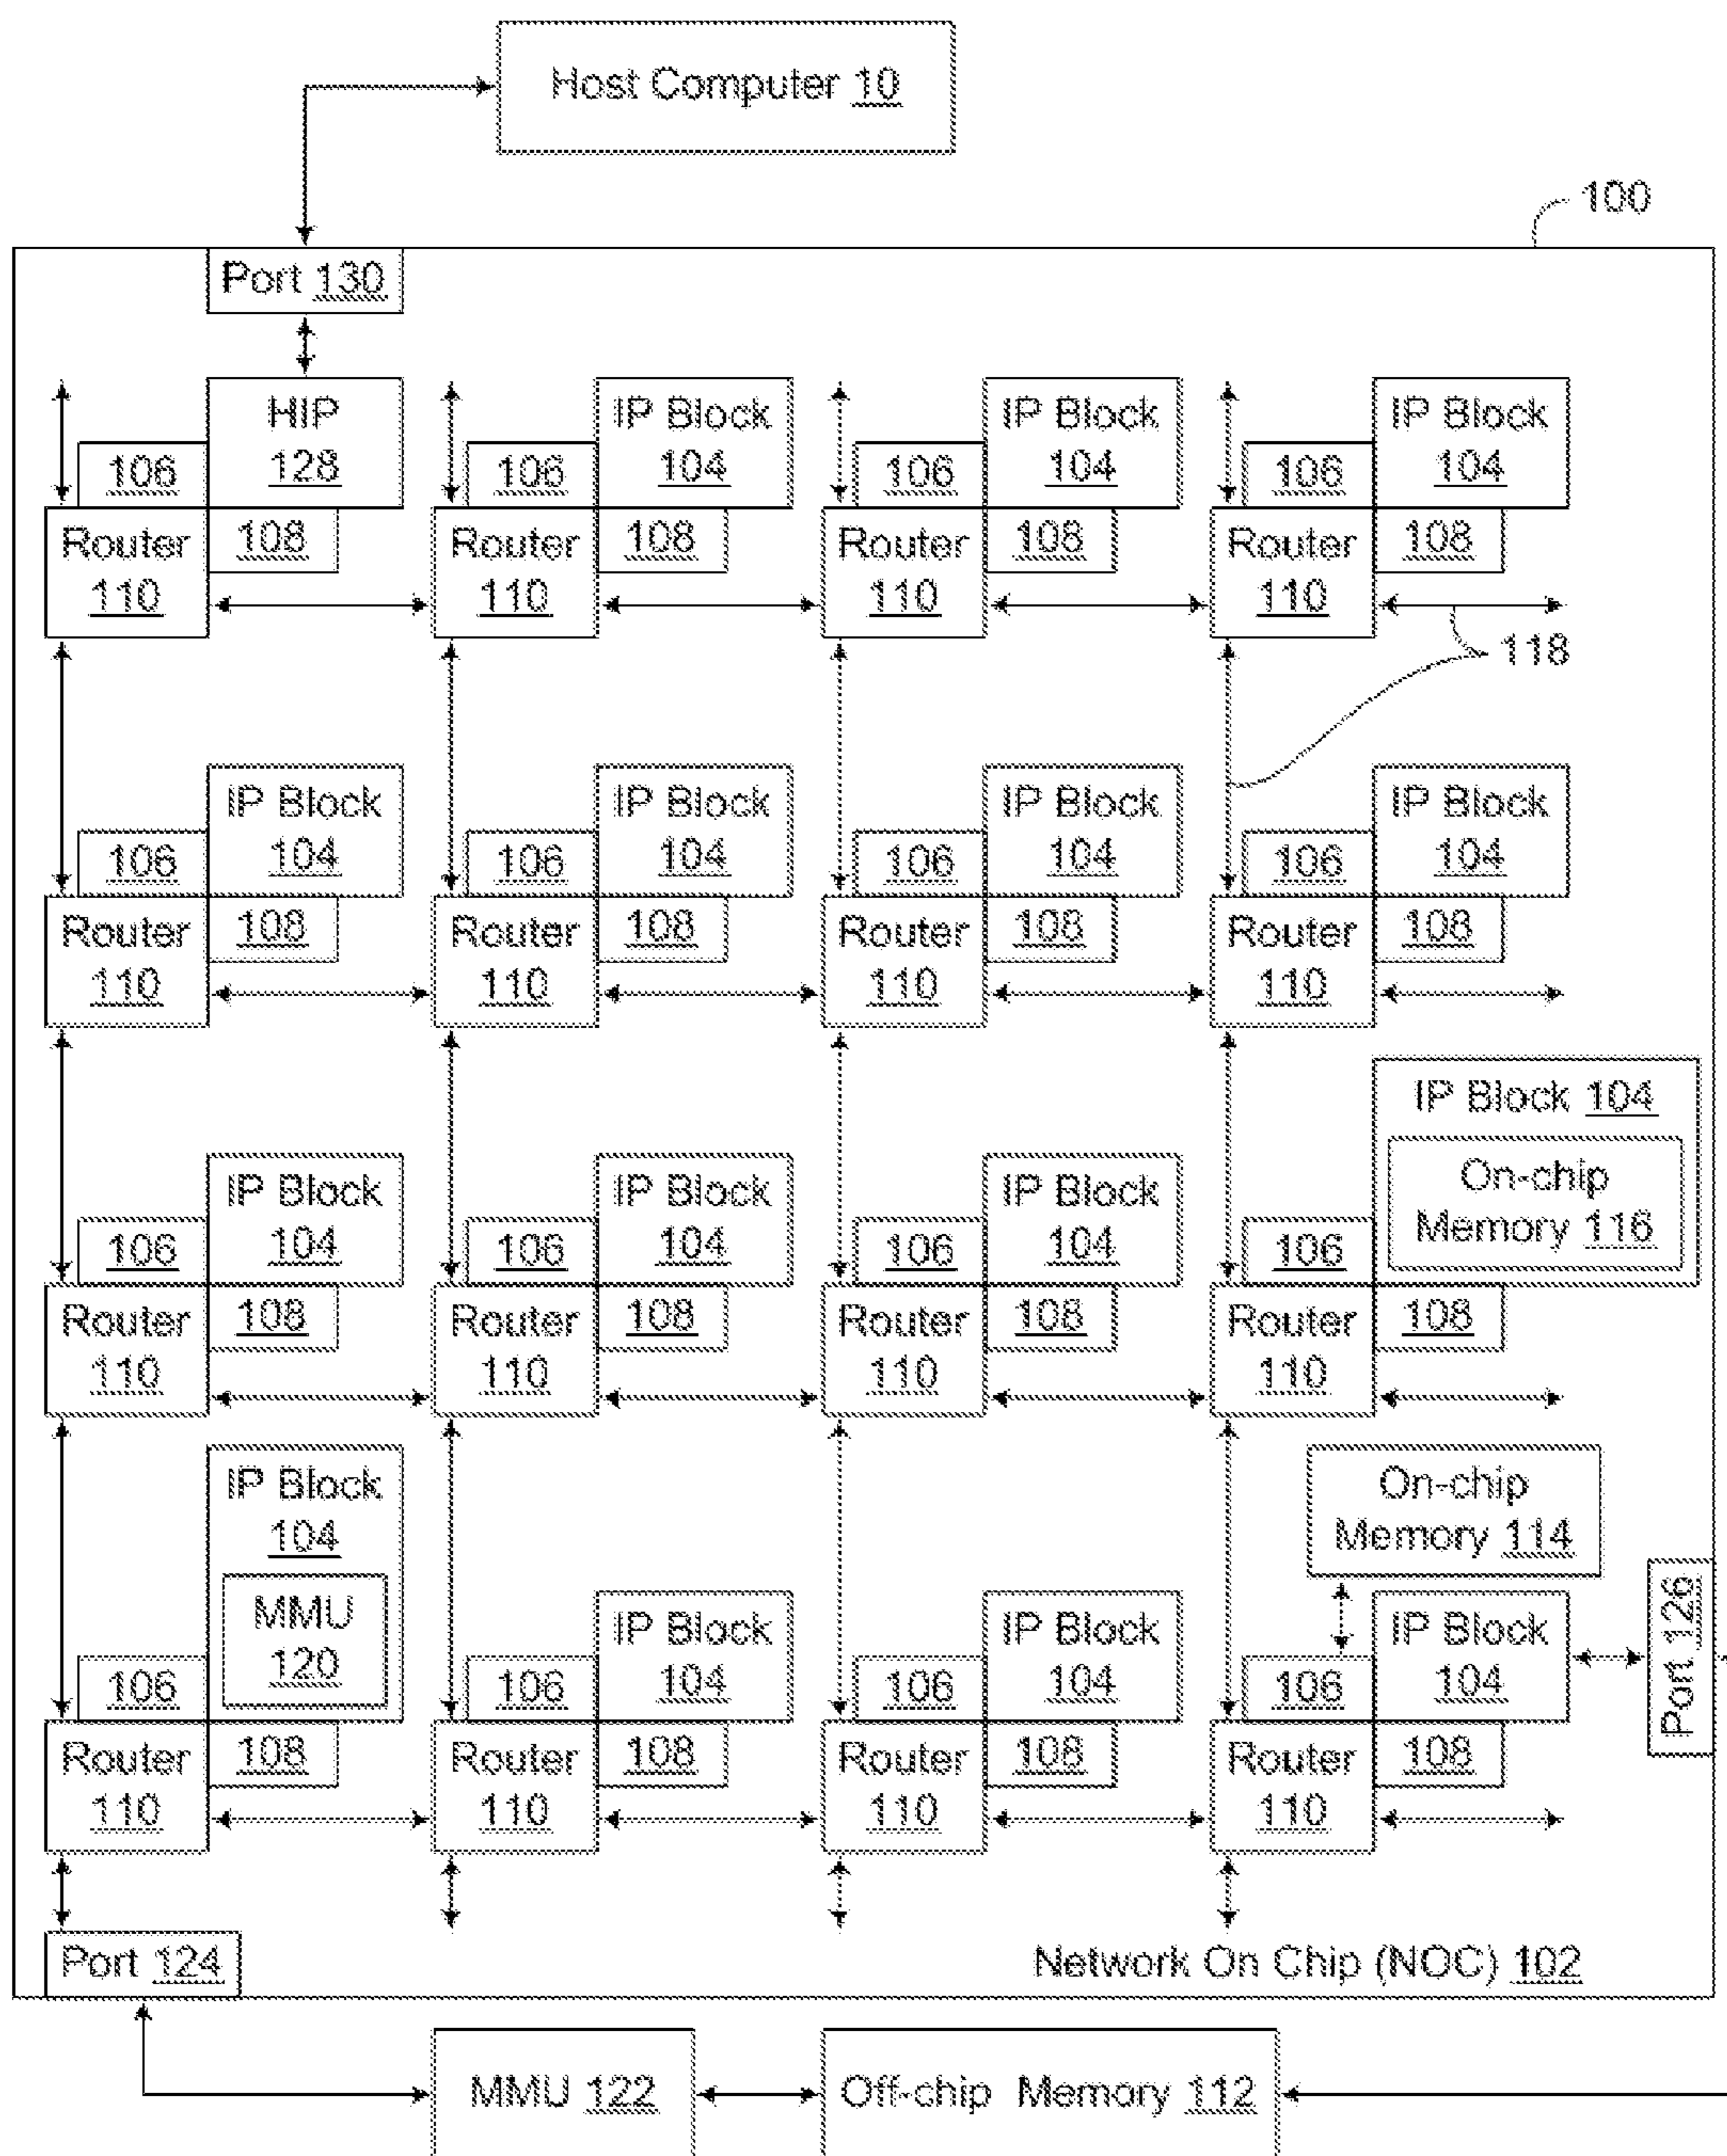 Host Computer 10
100
Port 130
HIP
128
106
Router
110
108
IP Block
104
106
Router
110
108
IP Block
104
106
Router
110
108
IP Block
104
106
Router
110
108
118
IP Block
104
106
Router
110
108
IP Block
104
106
Router
110
108
IP Block
104
106
Router
110
108
IP Block
104
106
Router
110
108
IP Block
104
106
Router
110
108
IP Block
104
106
Router
110
108
IP Block
104
106
Router
110
108
IP Block 104
On-chip
Memory 116
106
Router
110
108
IP Block
104
MMU
120
106
Router
110
108
IP Block
104
106
Router
110
108
IP Block
104
106
Router
110
108
On-chip
Memory 114
IP Block
104
106
Router
110
108
Port 126
Port 124
Network On Chip (NOC) 102
MMU 122
Off-chip Memory 112